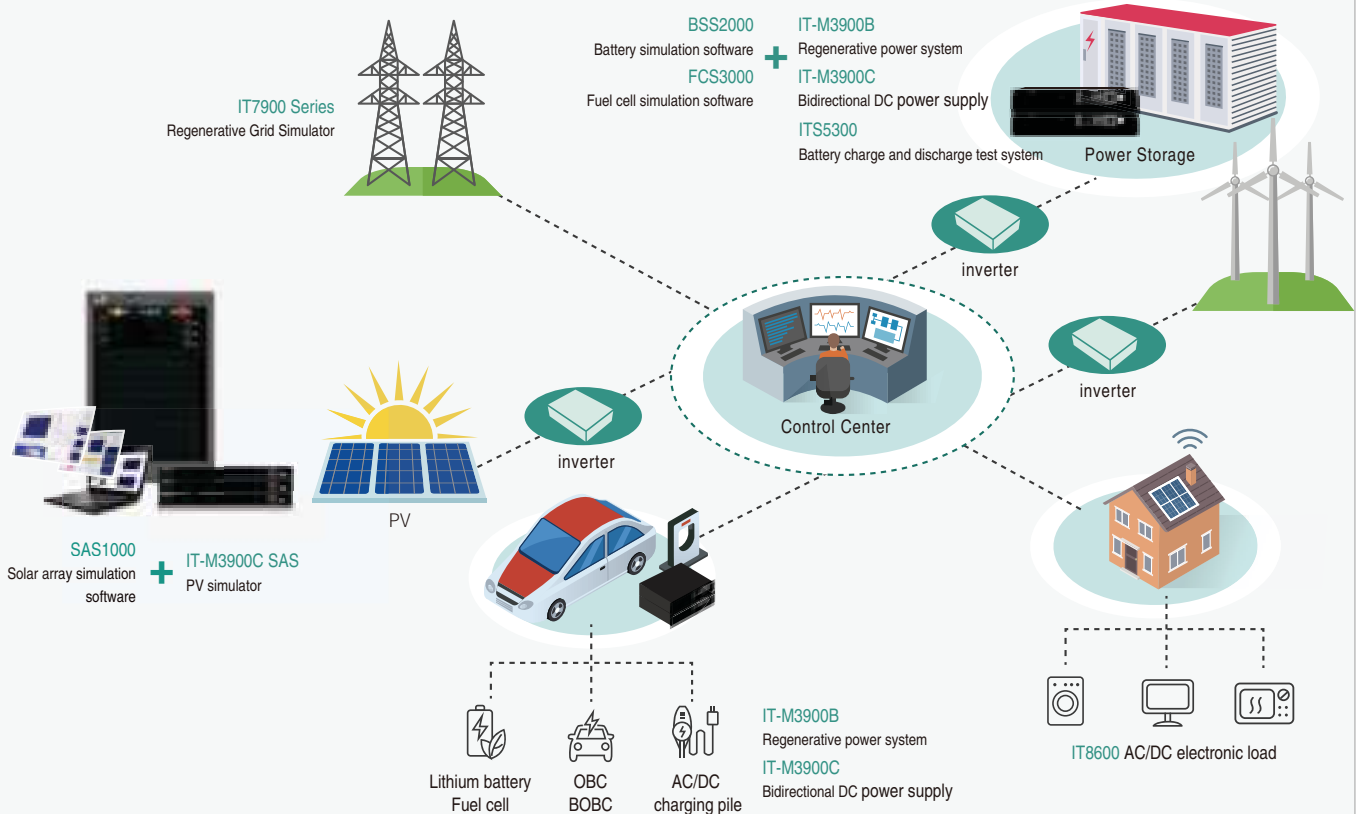 BSS2000
Battery simulation software
FCS3000
Fuel cell simulation software
+
IT-M3900B
Regenerative power system
IT-M3900C
Bidirectional DC power supply
ITS5300
Battery charge and discharge test system
Power Storage
IT7900 Series
Regenerative Grid Simulator
inverter
inverter
Control Center
inverter
PV
SAS1000
Solar array simulation
software
+
IT-M3900C SAS
PV simulator
Lithium battery
Fuel cell
OBC
BOBC
AC/DC
charging pile
IT-M3900B
Regenerative power system
IT-M3900C
Bidirectional DC power supply
IT8600 AC/DC electronic load